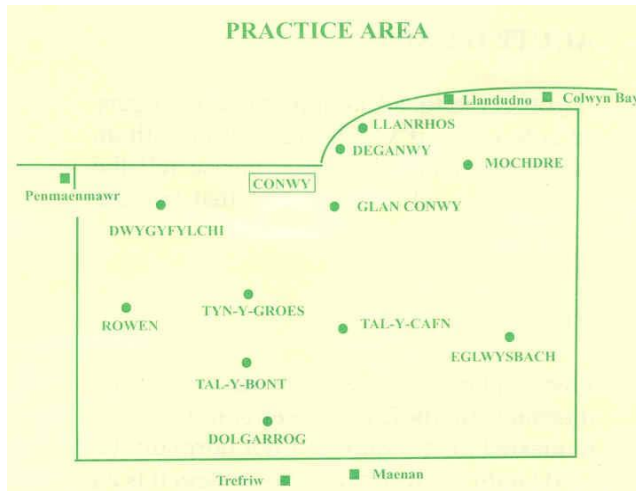 PRACTICE AREA
Llandudno
Colwyn Bay
LLANRHOS
DEGANWY
MOCHDRE
CONWY
Penmaenmawr
GLAN CONWY
DWYGYFYLCHI
TYN-Y-GROES
ROWEN
TAL-Y-CAFN
EGLWYSBACH
TAL-Y-BONT
DOLGARROG
Trefriw
Maenan